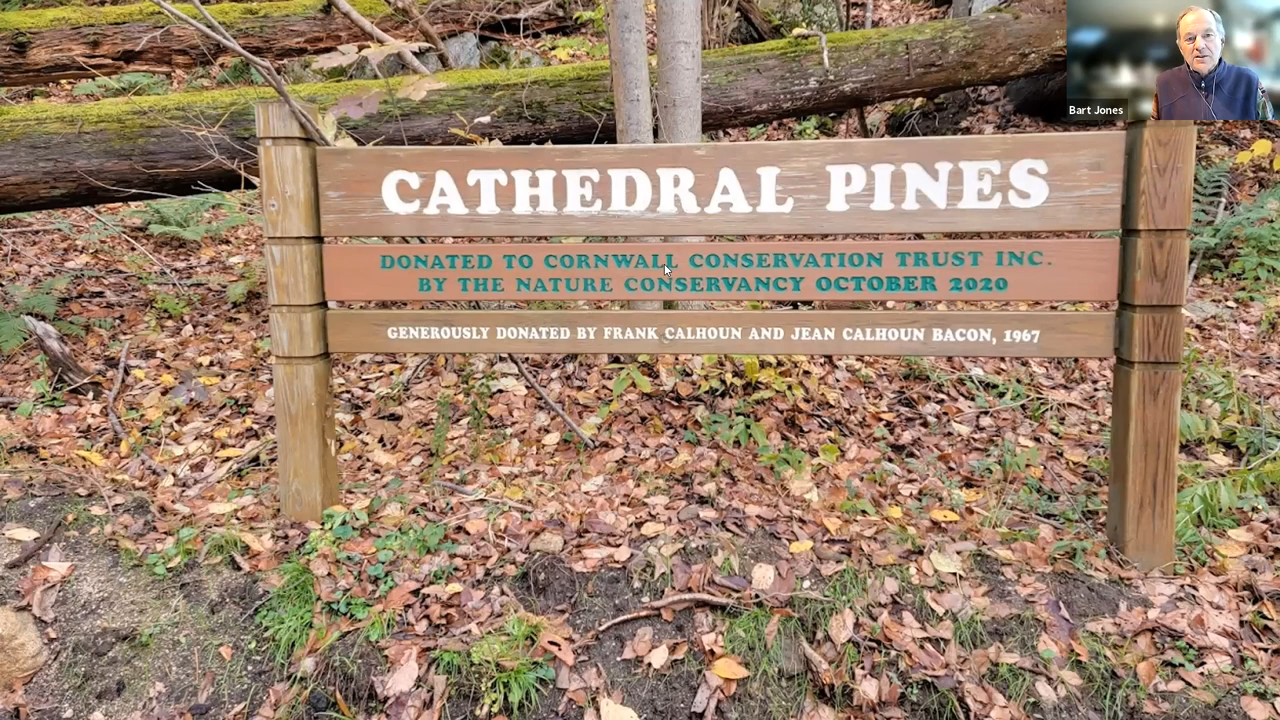 Bart Jones
CATHEDRAL PINES
DONATED TO CORNWALL CONSERVATION TRUST INC.
BY THE NATURE CONSERVANCY OCTOBER 2020
GENEROUSLY DONATED BY FRANK CALHOUN AND JEAN CALHOUN BACON, 1967